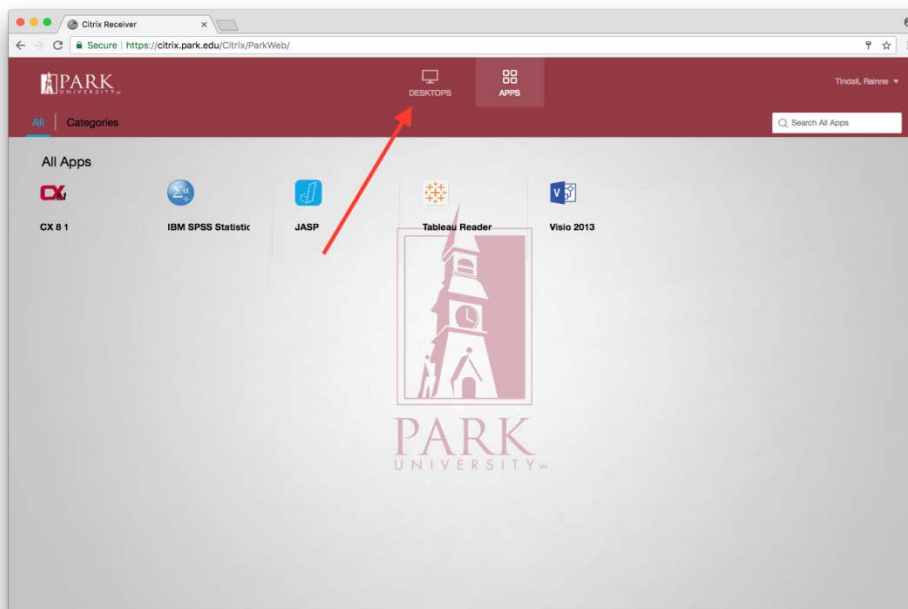 Citrix Receiver
Secure | https://citrix.park.edu/Citrix/ParkWeb/
PARK
UNIVERSITY
DESKTOPS
APPS
Tindall, Rainne
All | Categories
Search All Apps
All Apps
CX 8 1
IBM SPSS Statistic
JASP
Tableau Reader
Visio 2013
PARK
UNIVERSITY